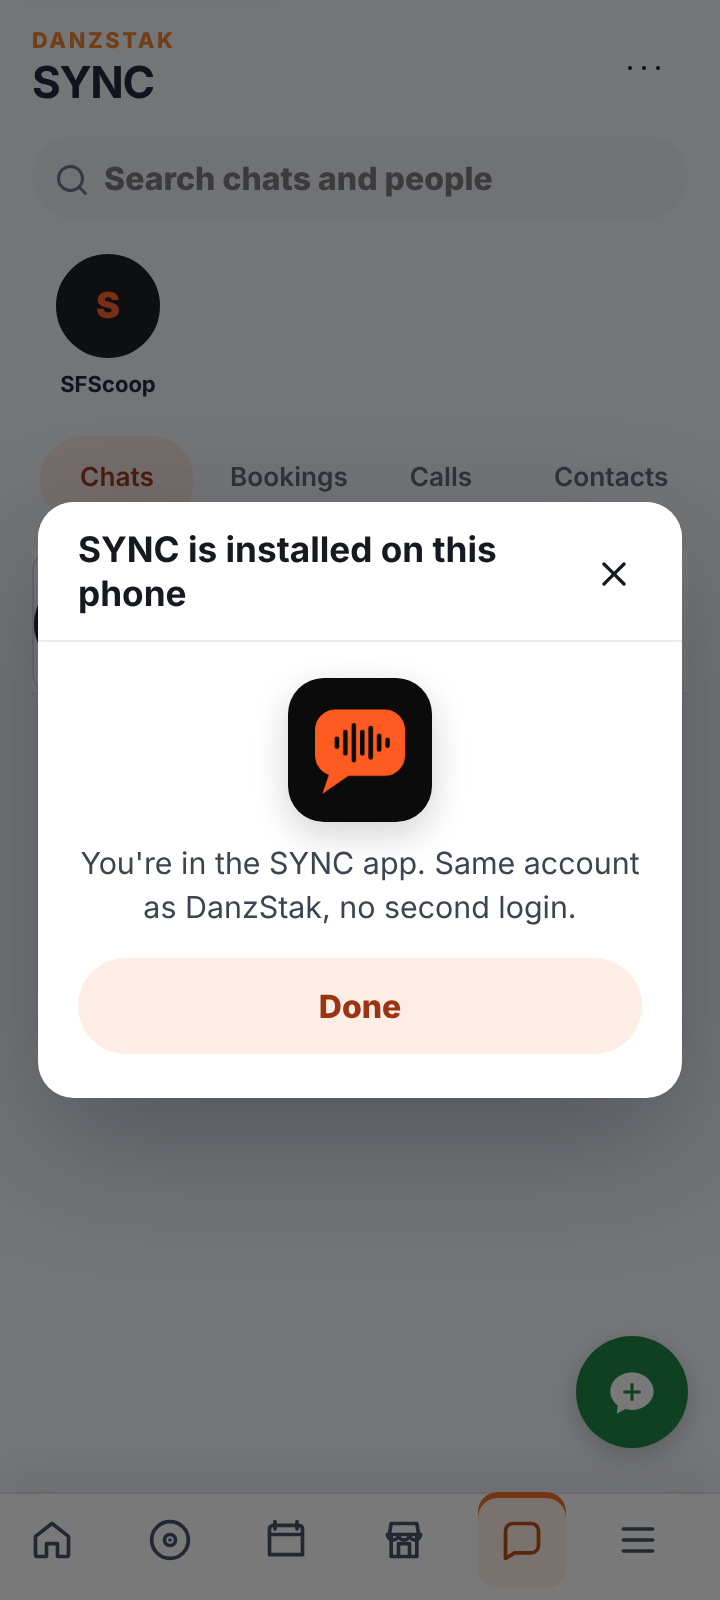 DANZSTAK
SYNC
Search chats and people
S
SFScoop
Chats Bookings Calls Contacts
SYNC is installed on this
phone
You're in the SYNC app. Same account
as DanzStak, no second login.
Done